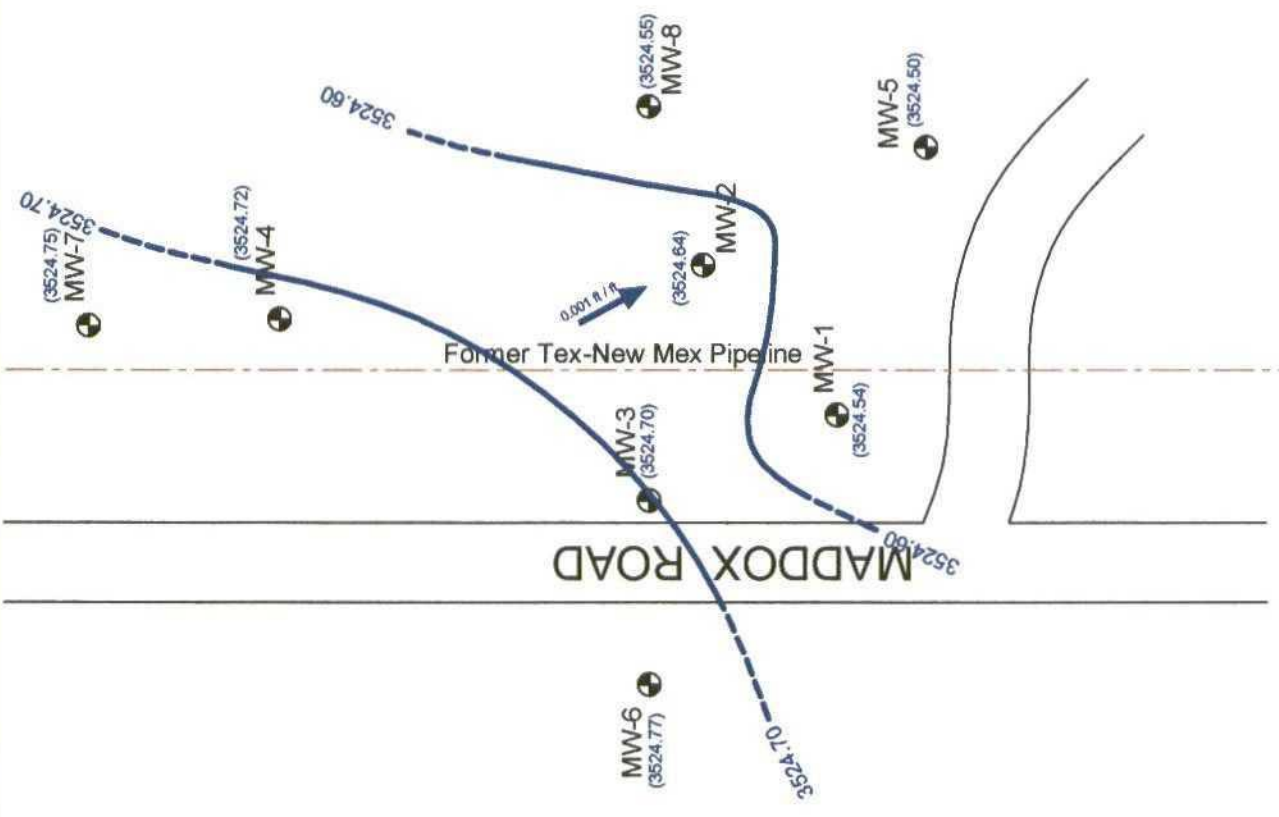 3524.60
(3524.55)
MW-8
MW-5
(3524.50)
3524.70
(3524.75)
MW-7
(3524.72)
MW-4
MW-2
(3524.64)
0.001 ft / ft
Former Tex-New Mex Pipeline
MW-1
(3524.54)
MW-3
(3524.70)
MADDOX ROAD
3524.60
MW-6
(3524.77)
3524.70